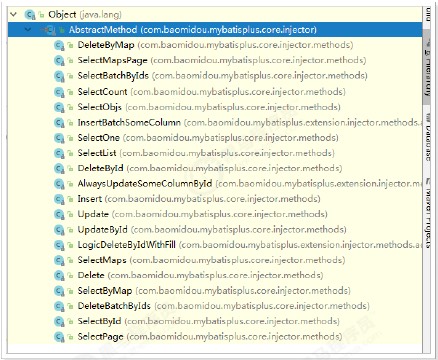 Object (java.lang)
AbstractMethod (com.baomidou.mybatisplus.core.injector)
DeleteByMap (com.baomidou.mybatisplus.core.injector.methods)
SelectMapsPage (com.baomidou.mybatisplus.core.injector.methods)
SelectBatchByIds (com.baomidou.mybatisplus.core.injector.methods)
SelectCount (com.baomidou.mybatisplus.core.injector.methods)
SelectObjs (com.baomidou.mybatisplus.core.injector.methods)
InsertBatchSomeColumn (com.baomidou.mybatisplus.extension.injector.methods.a
SelectOne (com.baomidou.mybatisplus.core.injector.methods)
SelectList (com.baomidou.mybatisplus.core.injector.methods)
DeleteById (com.baomidou.mybatisplus.core.injector.methods)
AlwaysUpdateSomeColumnById (com.baomidou.mybatisplus.extension.injector.me
Insert (com.baomidou.mybatisplus.core.injector.methods)
Update (com.baomidou.mybatisplus.core.injector.methods)
UpdateById (com.baomidou.mybatisplus.core.injector.methods)
LogicDeleteByIdWithFill (com.baomidou.mybatisplus.extension.injector.methods.ac
SelectMaps (com.baomidou.mybatisplus.core.injector.methods)
Delete (com.baomidou.mybatisplus.core.injector.methods)
SelectByMap (com.baomidou.mybatisplus.core.injector.methods)
DeleteBatchByIds (com.baomidou.mybatisplus.core.injector.methods)
SelectById (com.baomidou.mybatisplus.core.injector.methods)
SelectPage (com.baomidou.mybatisplus.core.injector.methods)
Hierarchy
Database
Maven Projects